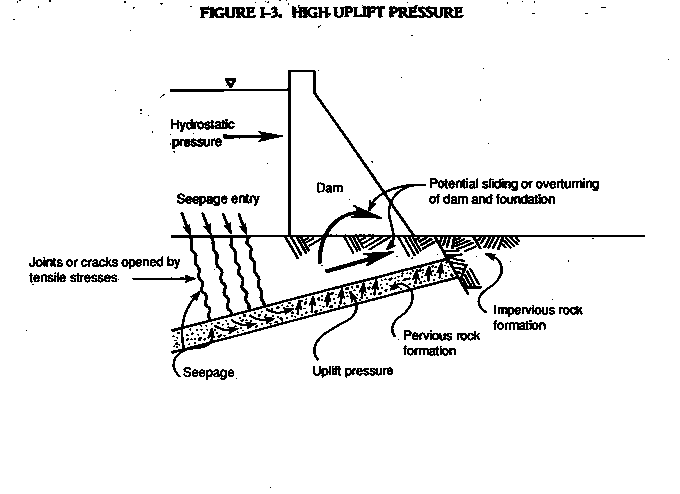 FIGURE I-3. HIGH UPLIFT PRESSURE
Hydrostatic
pressure
Dam
Potential sliding or overturning
of dam and foundation
Seepage entry
Joints or cracks opened by
tensile stresses
Impervious rock
formation
Pervious rock
formation
Seepage
Uplift pressure